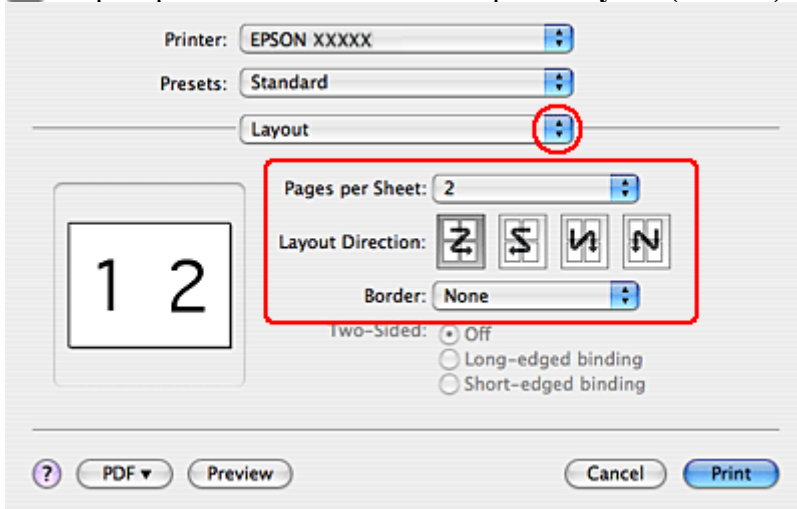 Printer: EPSON XXXXX
Presets: Standard
Layout
Pages per Sheet: 2
Layout Direction:
Border: None
1 2
Two-Sided: Off
Long-edged binding
Short-edged binding
? PDF Preview Cancel Print